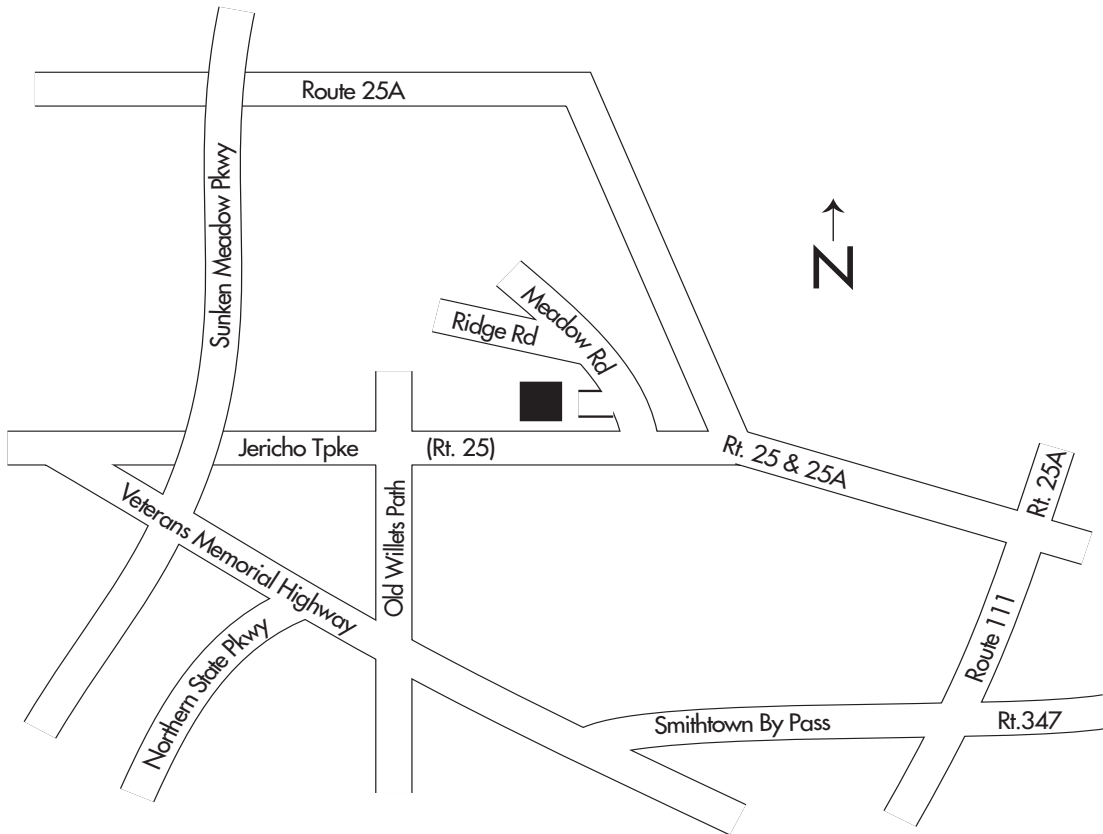 Route 25A
Sunken Meadow Pkwy
N
Meadow Rd
Ridge Rd
Jericho Tpke
(Rt. 25)
Rt. 25 & 25A
Rt. 25A
Veterans Memorial Highway
Old Willets Path
Northern State Pkwy
Route 111
Smithtown By Pass
Rt.347